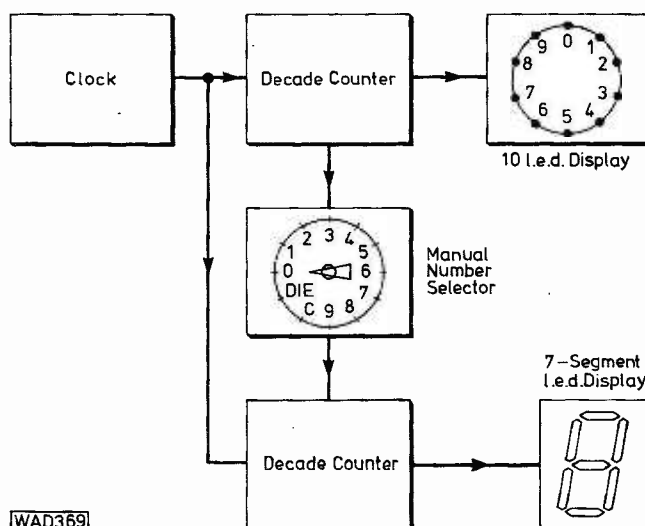 Clock
Decade Counter
9 0 1
8 2
7 3
6 5 4
10 l.e.d. Display
2 3 4
1 5
0 6
DIE 7
C 9 8
Manual
Number
Selector
7-Segment
l.e.d. Display
Decade Counter
WAD369